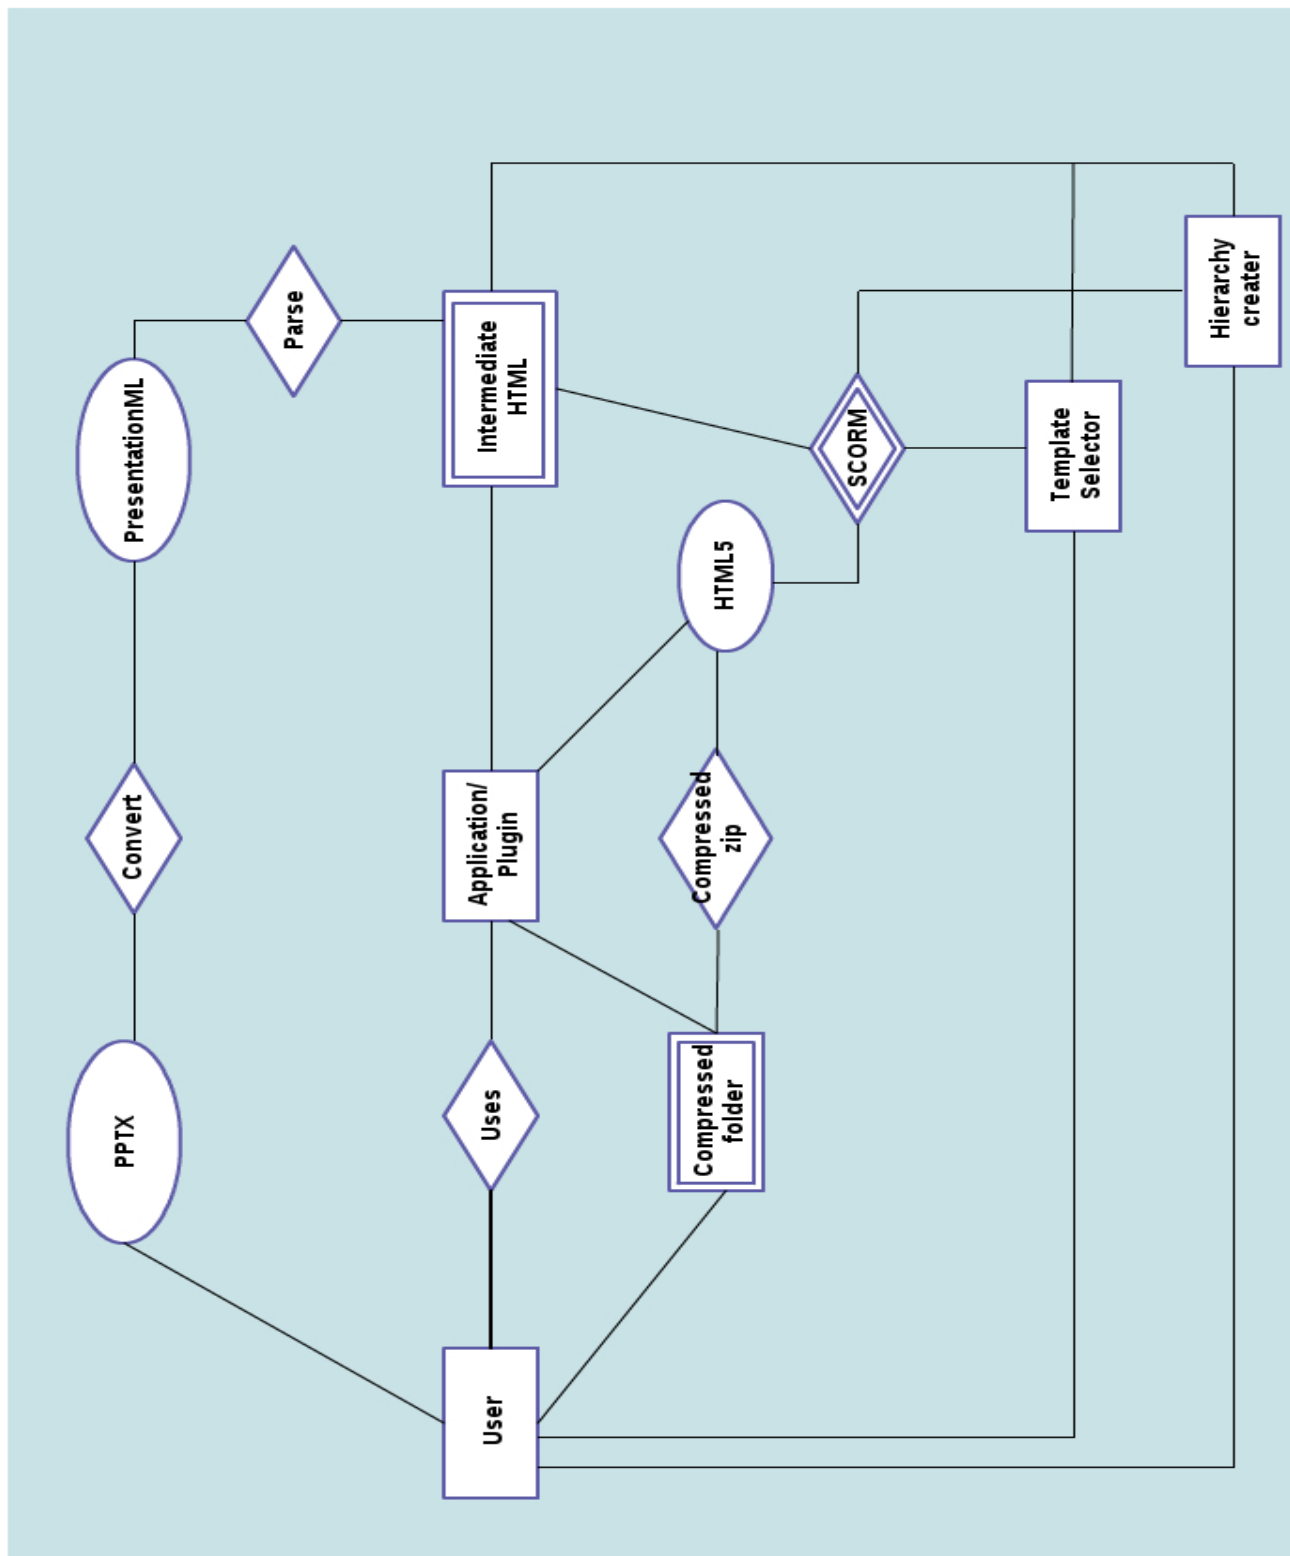 PPTX
Convert
PresentationML
Parse
User
Uses
Application/
Plugin
Intermediate
HTML
Compressed
folder
Compressed
zip
HTML5
SCORM
Template
Selector
Hierarchy
creater